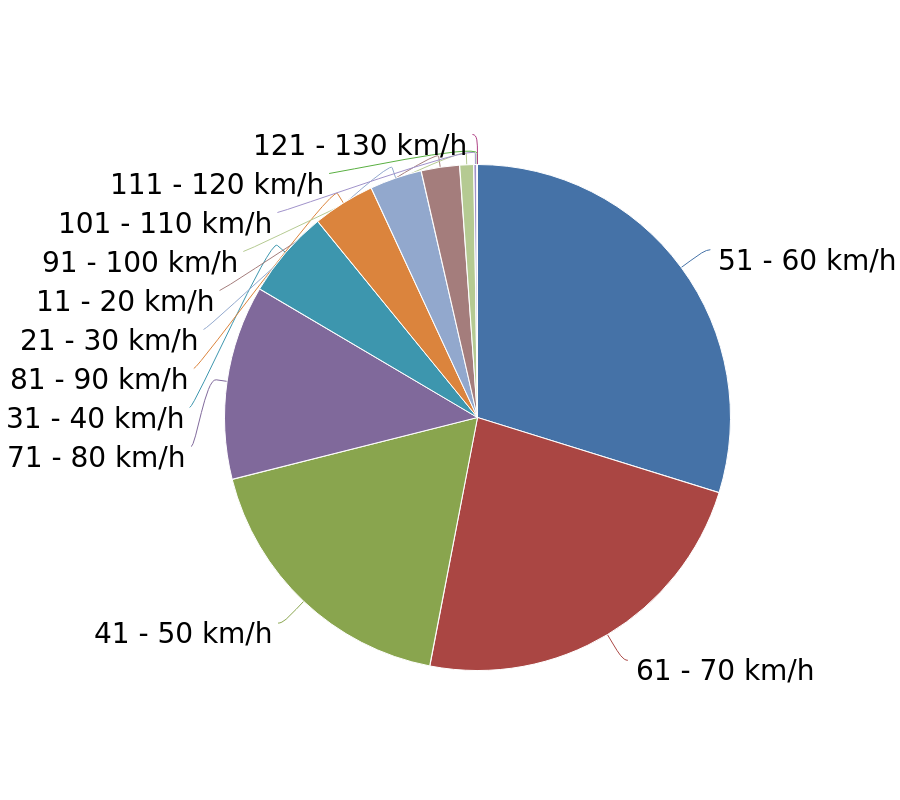 121 - 130 km/h
111 - 120 km/h
101 - 110 km/h
91 - 100 km/h
51 - 60 km/h
11 - 20 km/h
21 - 30 km/h
81 - 90 km/h
31 - 40 km/h
71 - 80 km/h
41 - 50 km/h
61 - 70 km/h